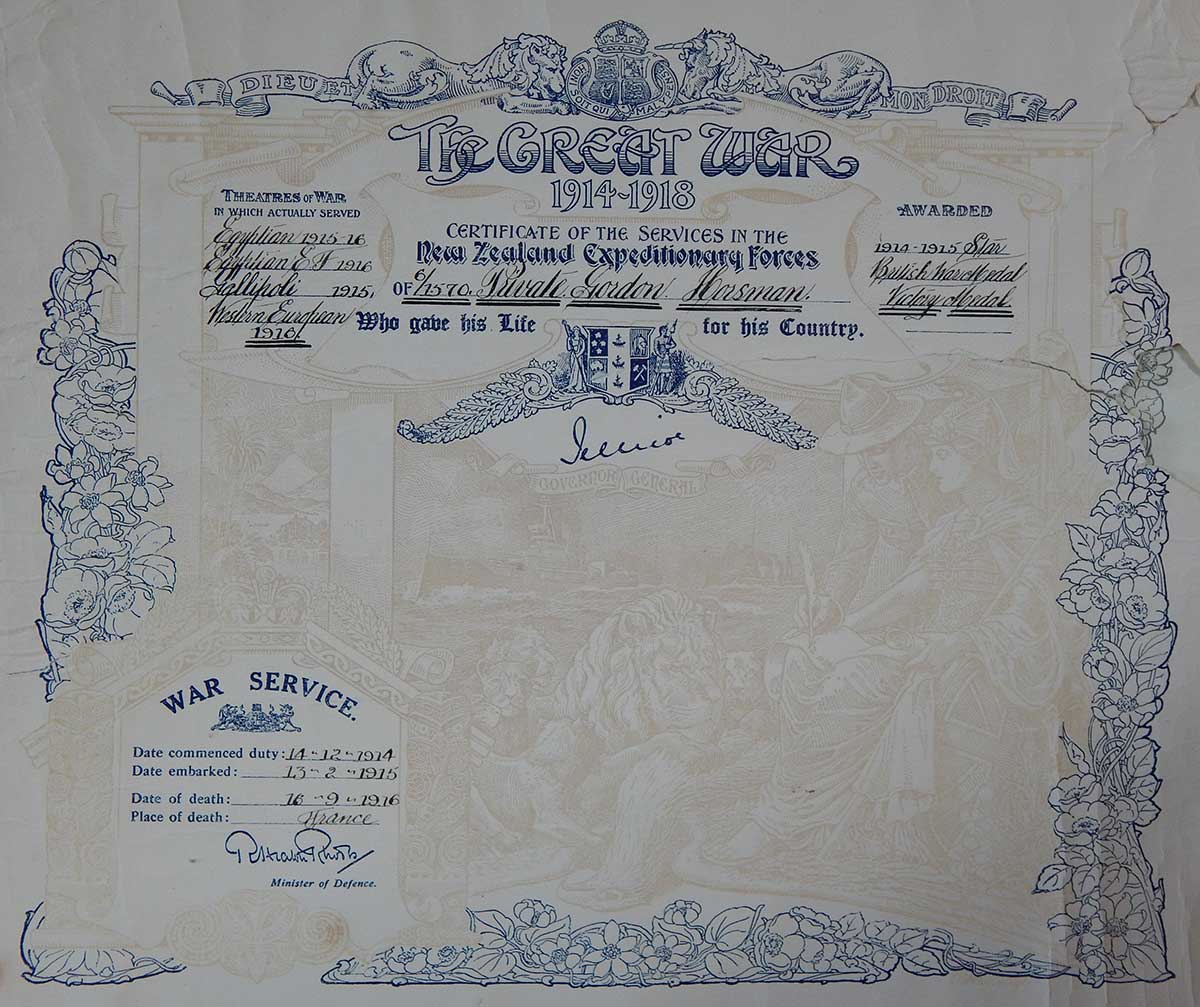 DIEU ET MON DROIT
HONI SOIT QUI MAL Y PENSE
THE GREAT WAR
1914-1918
CERTIFICATE OF THE SERVICES IN THE
New Zealand Expeditionary Forces
OF 6/1570. Private Gordon Horsman.
Who gave his Life for his Country.
THEATRES OF WAR
IN WHICH ACTUALLY SERVED
Egyptian 1915-16
Egyptian E F 1916
Gallipoli 1915,
Western European
1916.
AWARDED
1914-1915 Star
British War Medal
Victory Medal
Jellicoe
GOVERNOR GENERAL
WAR SERVICE.
Date commenced duty: 14-12-1914
Date embarked: 13-2-1915
Date of death: 16-9-1916
Place of death: France
R Heaton Rhodes
Minister of Defence.